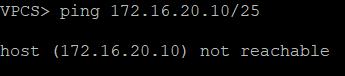 VPCS> ping 172.16.20.10/25
host (172.16.20.10) not reachable